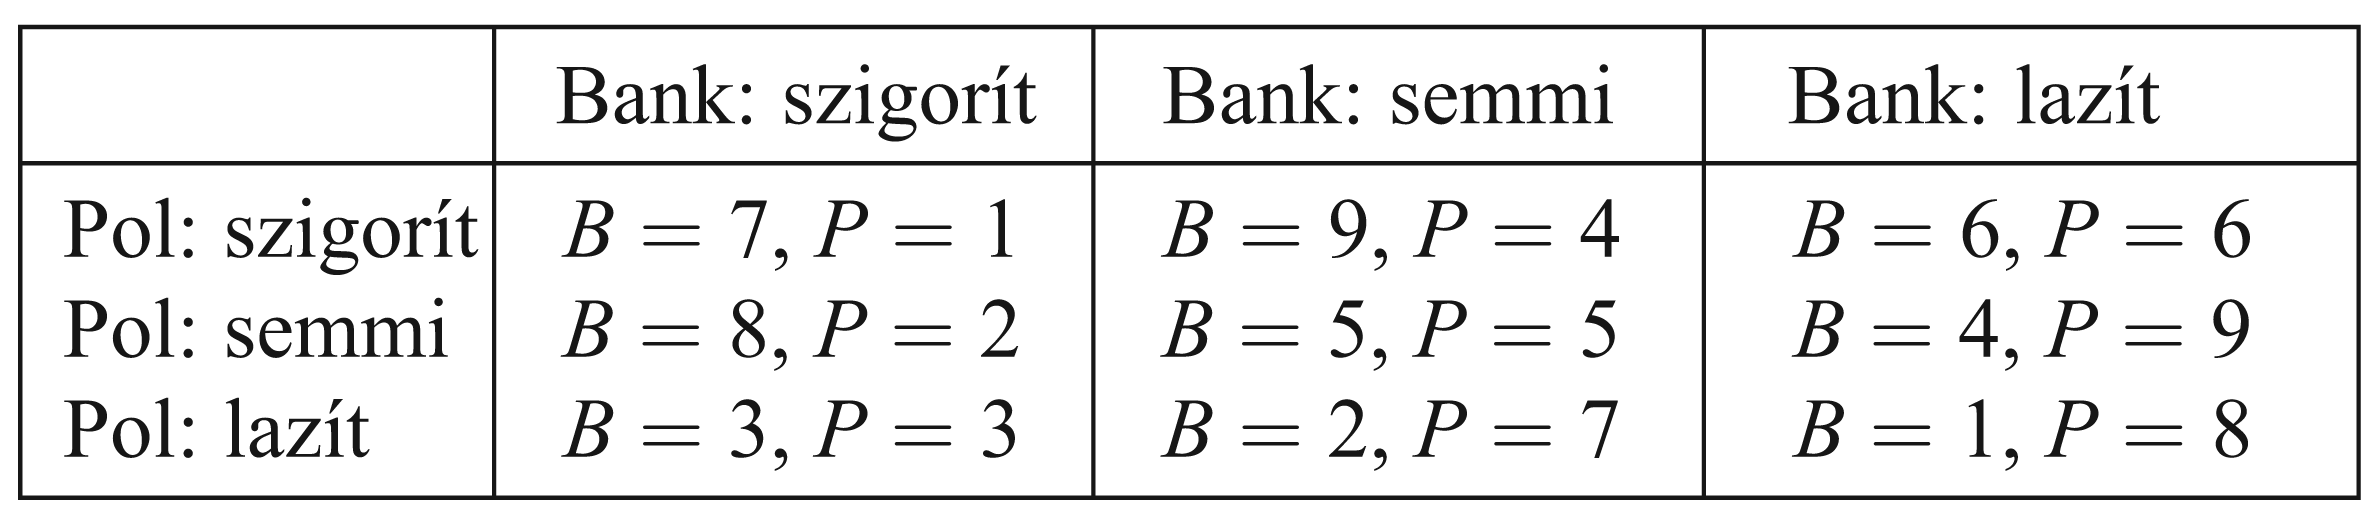 Bank: szigorít Bank: semmi Bank: lazít
Pol: szigorít B = 7, P = 1 B = 9, P = 4 B = 6, P = 6
Pol: semmi B = 8, P = 2 B = 5, P = 5 B = 4, P = 9
Pol: lazít B = 3, P = 3 B = 2, P = 7 B = 1, P = 8